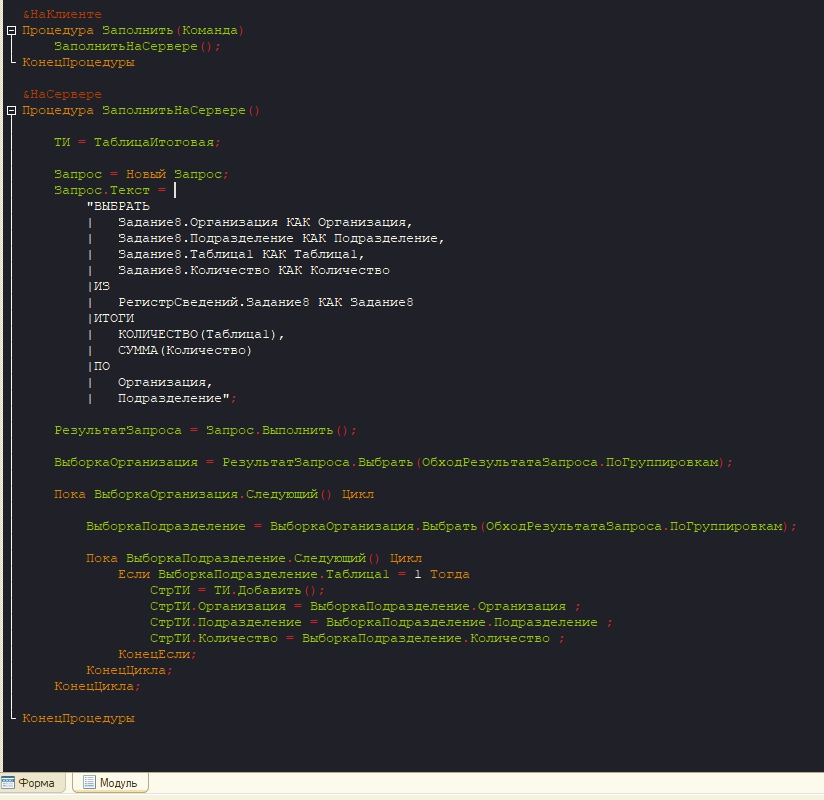 &НаКлиенте
Процедура Заполнить(Команда)
    ЗаполнитьНаСервере();
КонецПроцедуры
&НаСервере
Процедура ЗаполнитьНаСервере()
    ТИ = ТаблицаИтоговая;
    Запрос = Новый Запрос;
    Запрос.Текст =
        "ВЫБРАТЬ
        |   Задание8.Организация КАК Организация,
        |   Задание8.Подразделение КАК Подразделение,
        |   Задание8.Таблица1 КАК Таблица1,
        |   Задание8.Количество КАК Количество
        |ИЗ
        |   РегистрСведений.Задание8 КАК Задание8
        |ИТОГИ
        |   КОЛИЧЕСТВО(Таблица1),
        |   СУММА(Количество)
        |ПО
        |   Организация,
        |   Подразделение";
    РезультатЗапроса = Запрос.Выполнить();
    ВыборкаОрганизация = РезультатЗапроса.Выбрать(ОбходРезультатаЗапроса.ПоГруппировкам);
    Пока ВыборкаОрганизация.Следующий() Цикл
        ВыборкаПодразделение = ВыборкаОрганизация.Выбрать(ОбходРезультатаЗапроса.ПоГруппировкам);
        Пока ВыборкаПодразделение.Следующий() Цикл
            Если ВыборкаПодразделение.Таблица1 = 1 Тогда
                СтрТИ = ТИ.Добавить();
                СтрТИ.Организация = ВыборкаПодразделение.Организация ;
                СтрТИ.Подразделение = ВыборкаПодразделение.Подразделение ;
                СтрТИ.Количество = ВыборкаПодразделение.Количество ;
            КонецЕсли;
        КонецЦикла;
    КонецЦикла;
КонецПроцедуры
Форма Модуль